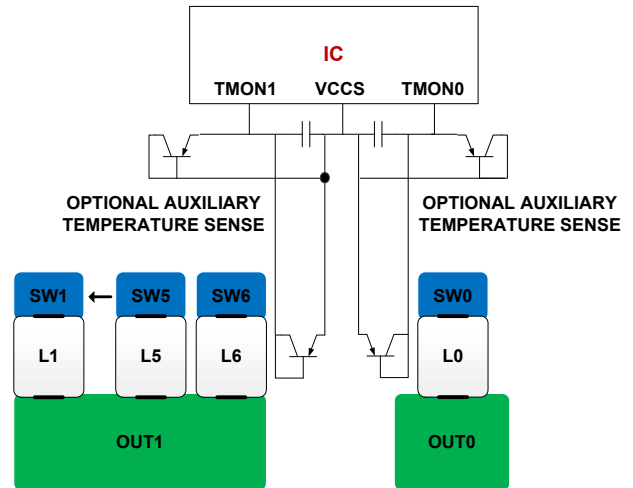 IC
TMON1 VCCS TMON0
OPTIONAL AUXILIARY
TEMPERATURE SENSE
OPTIONAL AUXILIARY
TEMPERATURE SENSE
SW1 SW5 SW6 SW0
L1 L5 L6 L0
OUT1 OUT0